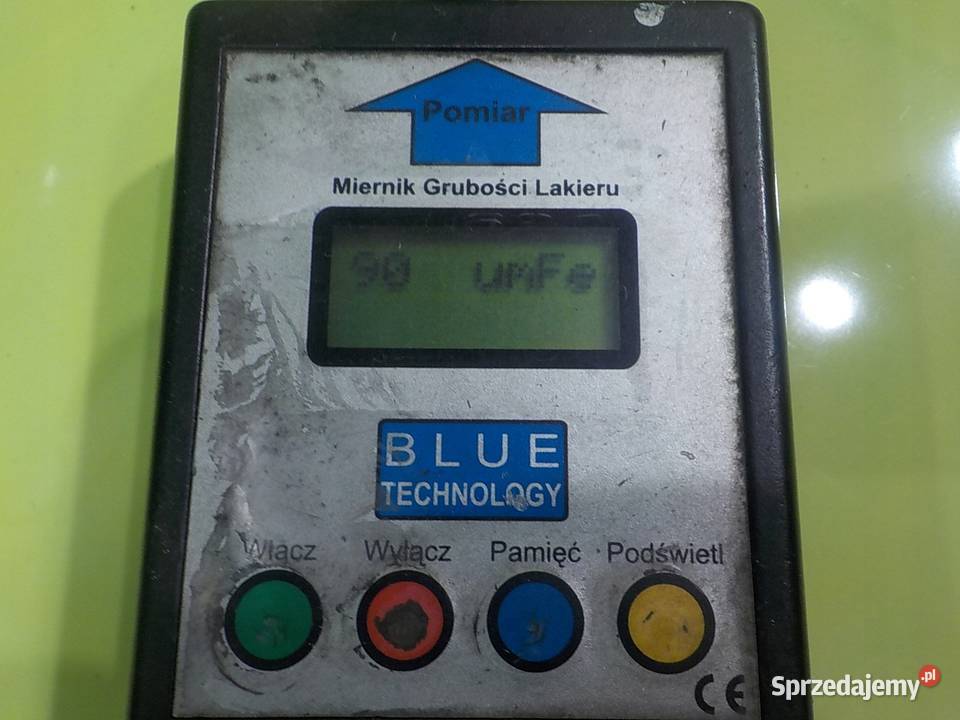 Pomiar
Miernik Grubości Lakieru
90 umFe
BLUE
TECHNOLOGY
Włącz Wyłącz Pamięć Podświetl
CE
Sprzedajemy.pl